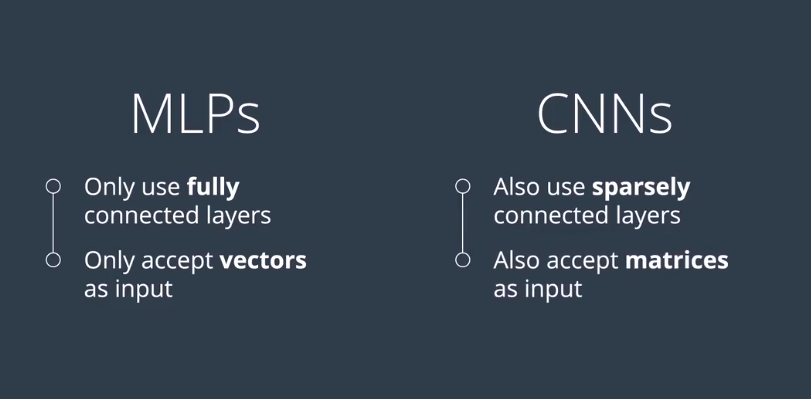 MLPs
Only use fully
connected layers
Only accept vectors
as input
CNNs
Also use sparsely
connected layers
Also accept matrices
as input